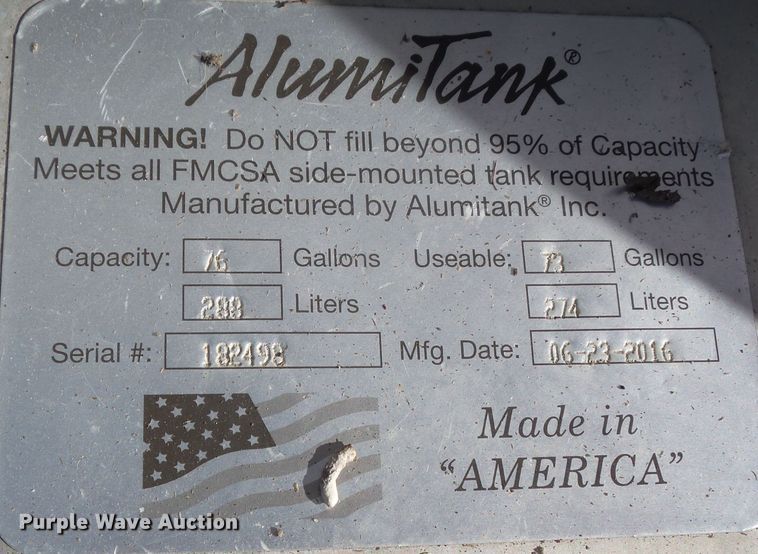 AlumiTank®
WARNING! Do NOT fill beyond 95% of Capacity
Meets all FMCSA side-mounted tank requirements
Manufactured by Alumitank® Inc.
Capacity: 76 Gallons Useable: 73 Gallons
288 Liters 274 Liters
Serial #: 182498 Mfg. Date: 06-23-2016
Made in
“AMERICA”
Purple Wave Auction